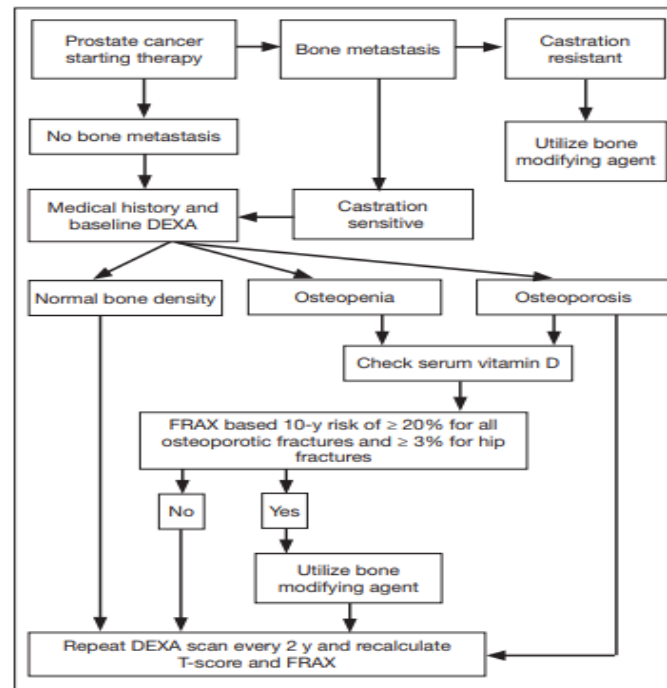 Prostate cancer
starting therapy
Bone metastasis
Castration
resistant
No bone metastasis
Utilize bone
modifying agent
Medical history and
baseline DEXA
Castration
sensitive
Normal bone density
Osteopenia
Osteoporosis
Check serum vitamin D
FRAX based 10-y risk of ≥ 20% for all
osteoporotic fractures and ≥ 3% for hip
fractures
No
Yes
Utilize bone
modifying agent
Repeat DEXA scan every 2 y and recalculate
T-score and FRAX